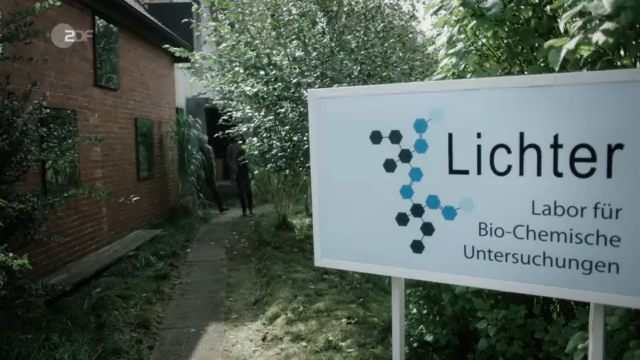 ZDF
Lichter
Labor für
Bio-Chemische
Untersuchungen